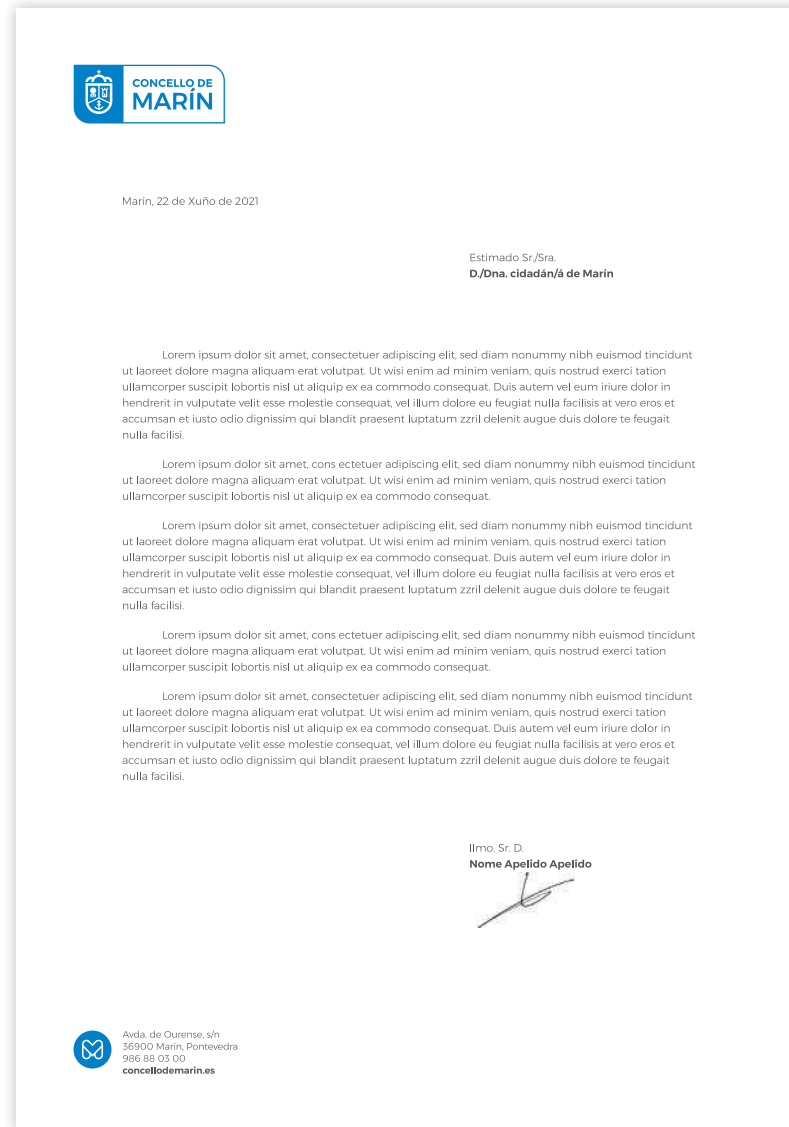 CONCELLO DE
MARÍN
Marín, 22 de Xuño de 2021
Estimado Sr./Sra.
D./Dna. cidadán/á de Marín
Lorem ipsum dolor sit amet, consectetuer adipiscing elit, sed diam nonummy nibh euismod tincidunt
ut laoreet dolore magna aliquam erat volutpat. Ut wisi enim ad minim veniam, quis nostrud exerci tation
ullamcorper suscipit lobortis nisl ut aliquip ex ea commodo consequat. Duis autem vel eum iriure dolor in
hendrerit in vulputate velit esse molestie consequat, vel illum dolore eu feugiat nulla facilisis at vero eros et
accumsan et iusto odio dignissim qui blandit praesent luptatum zzril delenit augue duis dolore te feugait
nulla facilisi.
Lorem ipsum dolor sit amet, cons ectetuer adipiscing elit, sed diam nonummy nibh euismod tincidunt
ut laoreet dolore magna aliquam erat volutpat. Ut wisi enim ad minim veniam, quis nostrud exerci tation
ullamcorper suscipit lobortis nisl ut aliquip ex ea commodo consequat.
Lorem ipsum dolor sit amet, consectetuer adipiscing elit, sed diam nonummy nibh euismod tincidunt
ut laoreet dolore magna aliquam erat volutpat. Ut wisi enim ad minim veniam, quis nostrud exerci tation
ullamcorper suscipit lobortis nisl ut aliquip ex ea commodo consequat. Duis autem vel eum iriure dolor in
hendrerit in vulputate velit esse molestie consequat, vel illum dolore eu feugiat nulla facilisis at vero eros et
accumsan et iusto odio dignissim qui blandit praesent luptatum zzril delenit augue duis dolore te feugait
nulla facilisi.
Lorem ipsum dolor sit amet, cons ectetuer adipiscing elit, sed diam nonummy nibh euismod tincidunt
ut laoreet dolore magna aliquam erat volutpat. Ut wisi enim ad minim veniam, quis nostrud exerci tation
ullamcorper suscipit lobortis nisl ut aliquip ex ea commodo consequat.
Lorem ipsum dolor sit amet, consectetuer adipiscing elit, sed diam nonummy nibh euismod tincidunt
ut laoreet dolore magna aliquam erat volutpat. Ut wisi enim ad minim veniam, quis nostrud exerci tation
ullamcorper suscipit lobortis nisl ut aliquip ex ea commodo consequat. Duis autem vel eum iriure dolor in
hendrerit in vulputate velit esse molestie consequat, vel illum dolore eu feugiat nulla facilisis at vero eros et
accumsan et iusto odio dignissim qui blandit praesent luptatum zzril delenit augue duis dolore te feugait
nulla facilisi.
Ilmo. Sr. D.
Nome Apelido Apelido
Avda. de Ourense, s/n
36900 Marín, Pontevedra
986 88 03 00
concellodemarin.es